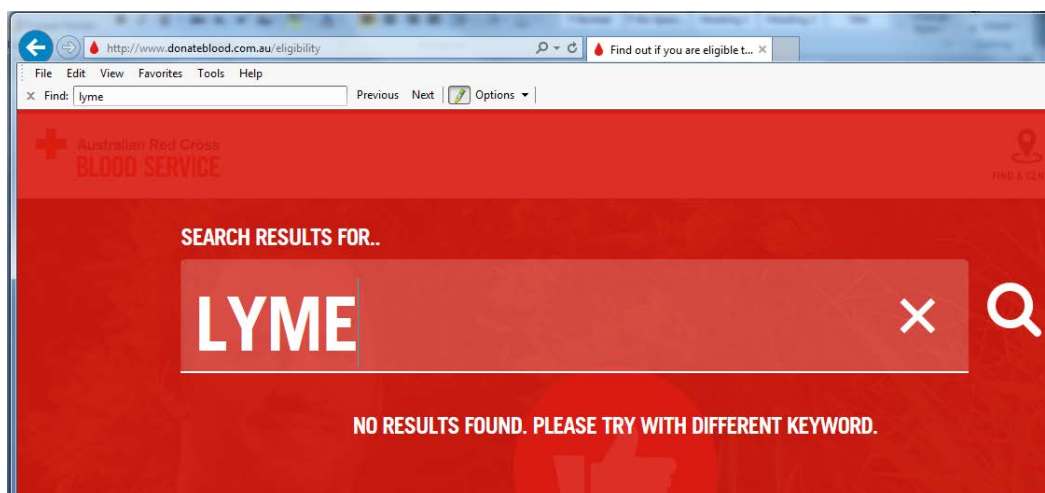 http://www.donateblood.com.au/eligibility
Find out if you are eligible t...
File Edit View Favorites Tools Help
X Find: lyme Previous Next Options
Australian Red Cross
BLOOD SERVICE
FIND A CEN
SEARCH RESULTS FOR..
LYME
NO RESULTS FOUND. PLEASE TRY WITH DIFFERENT KEYWORD.